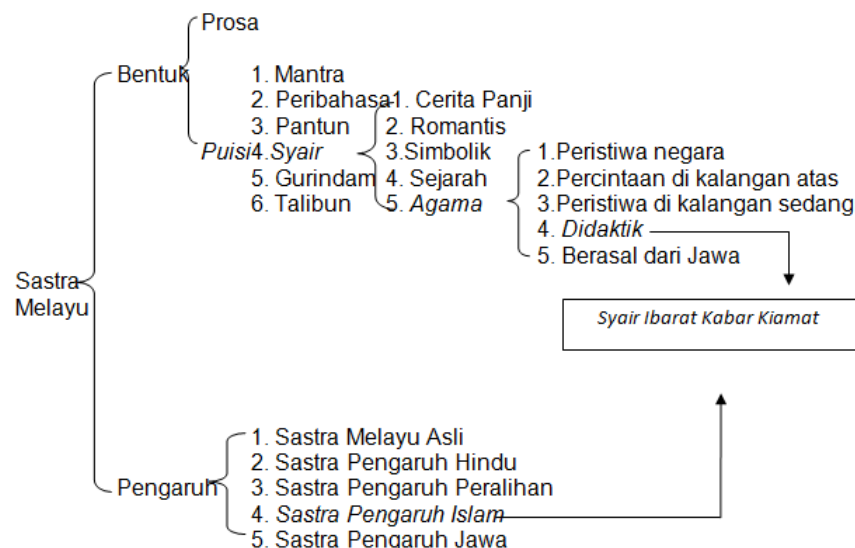 Prosa
Bentuk
1. Mantra
2. Peribahasa
3. Pantun
Puisi
4. Syair
5. Gurindam
6. Talibun
1. Cerita Panji
2. Romantis
3.Simbolik
4. Sejarah
5. Agama
1.Peristiwa negara
2.Percintaan di kalangan atas
3.Peristiwa di kalangan sedang
4. Didaktik
5. Berasal dari Jawa
Sastra
Melayu
Syair Ibarat Kabar Kiamat
Pengaruh
1. Sastra Melayu Asli
2. Sastra Pengaruh Hindu
3. Sastra Pengaruh Peralihan
4. Sastra Pengaruh Islam
5. Sastra Pengaruh Jawa